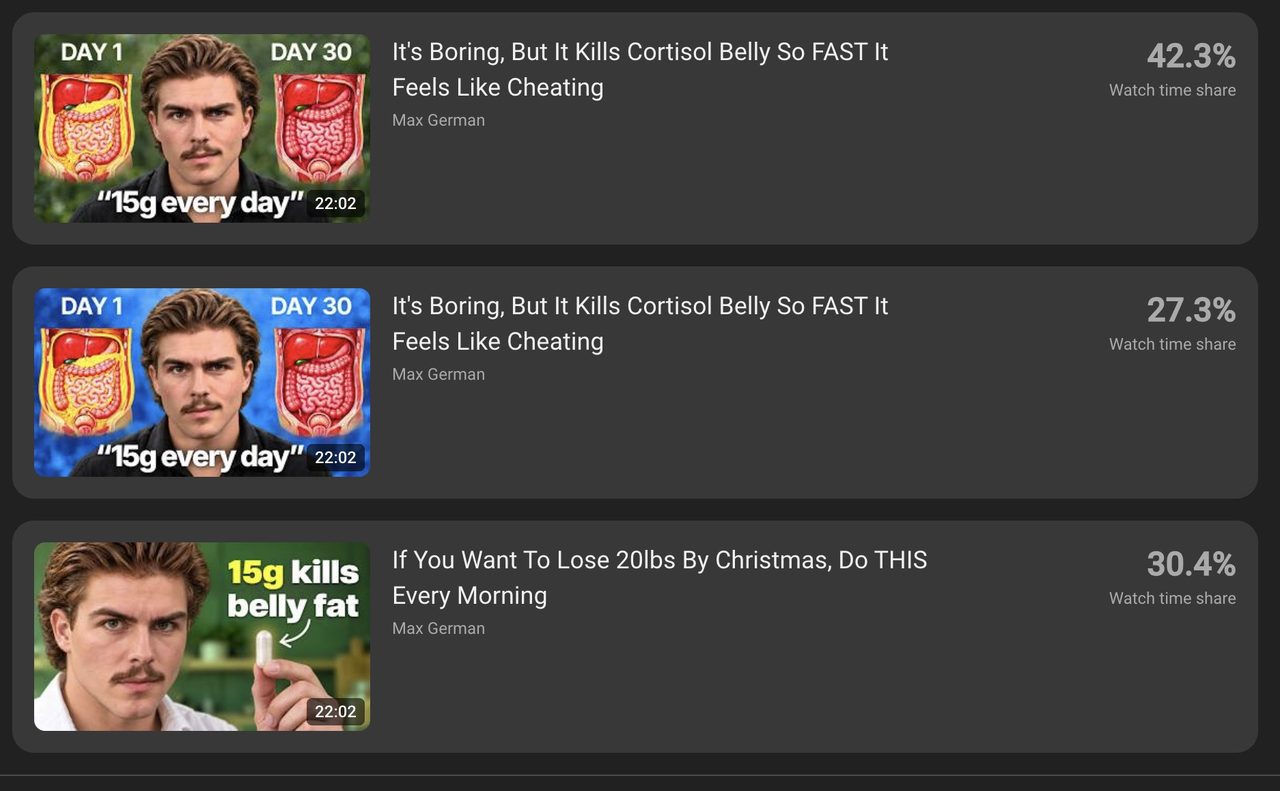 DAY 1
DAY 30
“15g every day”
22:02
It's Boring, But It Kills Cortisol Belly So FAST It
Feels Like Cheating
Max German
42.3%
Watch time share
DAY 1
DAY 30
“15g every day”
22:02
It's Boring, But It Kills Cortisol Belly So FAST It
Feels Like Cheating
Max German
27.3%
Watch time share
15g kills
belly fat
22:02
If You Want To Lose 20lbs By Christmas, Do THIS
Every Morning
Max German
30.4%
Watch time share